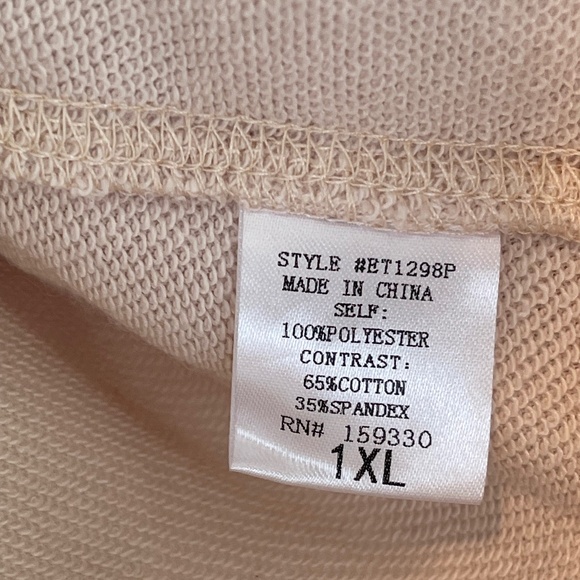 STYLE #ET1298P
MADE IN CHINA
SELF:
100%POLYESTER
CONTRAST:
65%COTTON
35%SPANDEX
RN# 159330
1XL